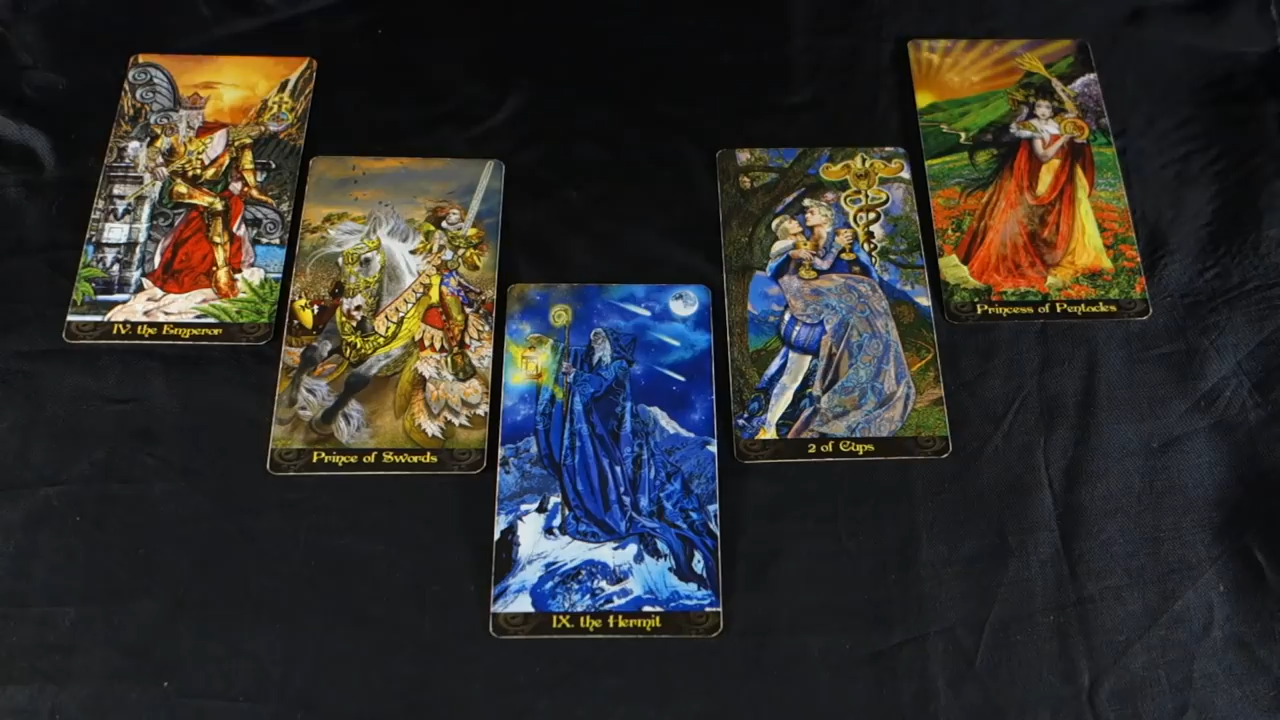 IV. the Emperor
Prince of Swords
IX. the Hermit
2 of Cups
Princess of Pentacles